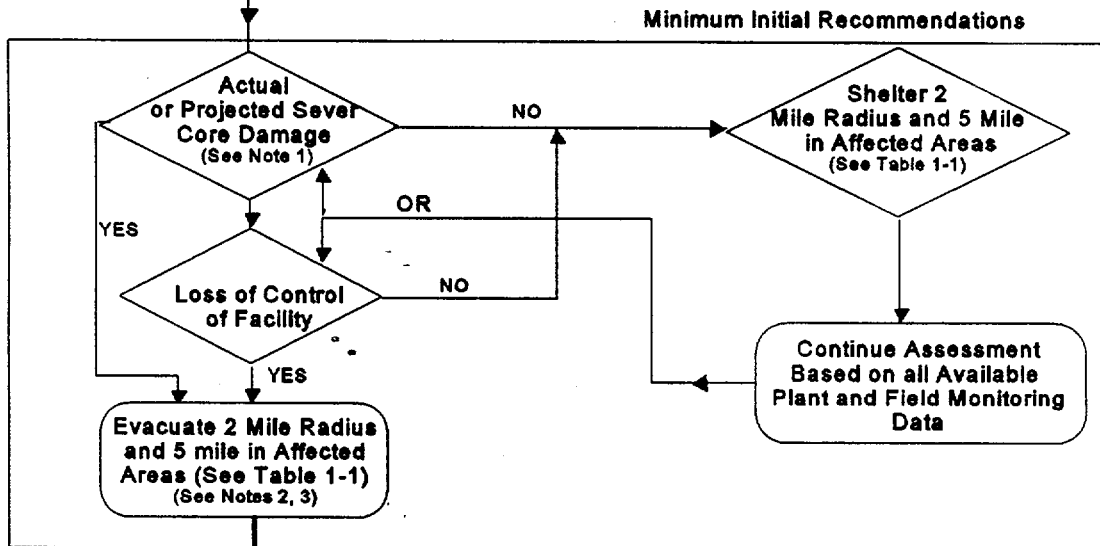 Minimum Initial Recommendations
Actual
or Projected Sever
Core Damage
(See Note 1)
NO
Shelter 2
Mile Radius and 5 Mile
in Affected Areas
(See Table 1-1)
OR
YES
Loss of Control
of Facility
NO
YES
Continue Assessment
Based on all Available
Plant and Field Monitoring
Data
Evacuate 2 Mile Radius
and 5 mile in Affected
Areas (See Table 1-1)
(See Notes 2, 3)